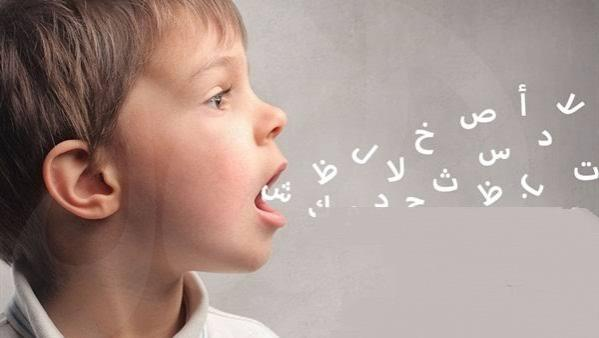 لا أ ص خ
د س لا ظ
ت ب ظ ث ش